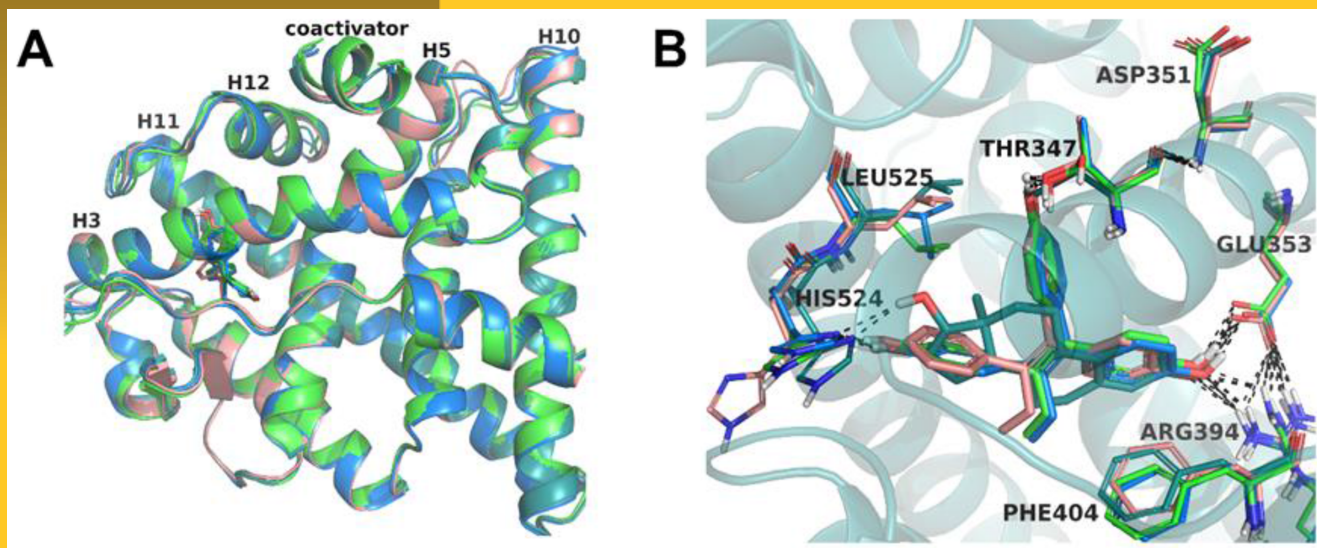 A
coactivator
H5
H10
H12
H11
H3
B
ASP351
THR347
LEU525
GLU353
HIS524
ARG394
PHE404